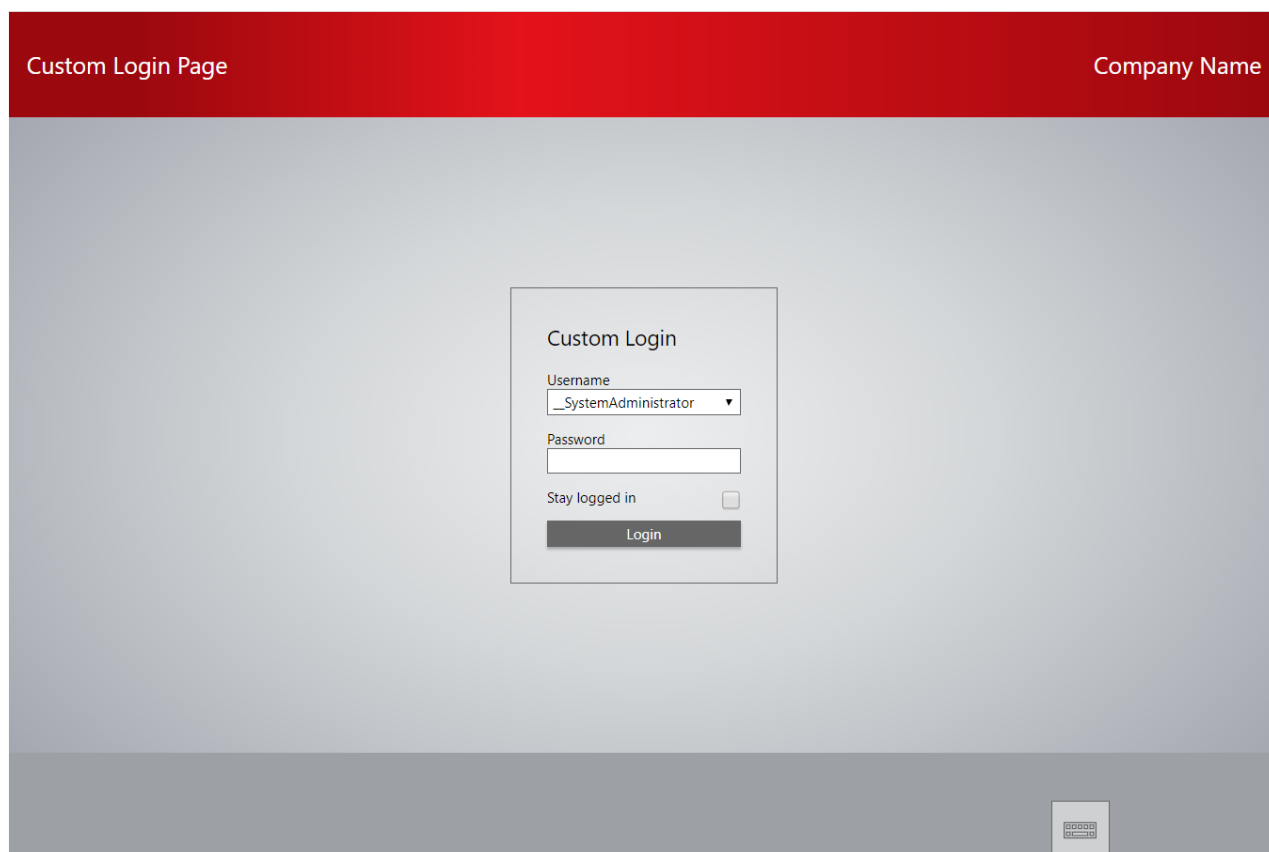 Custom Login Page
Company Name
Custom Login
Username
__SystemAdministrator
Password
Stay logged in
Login